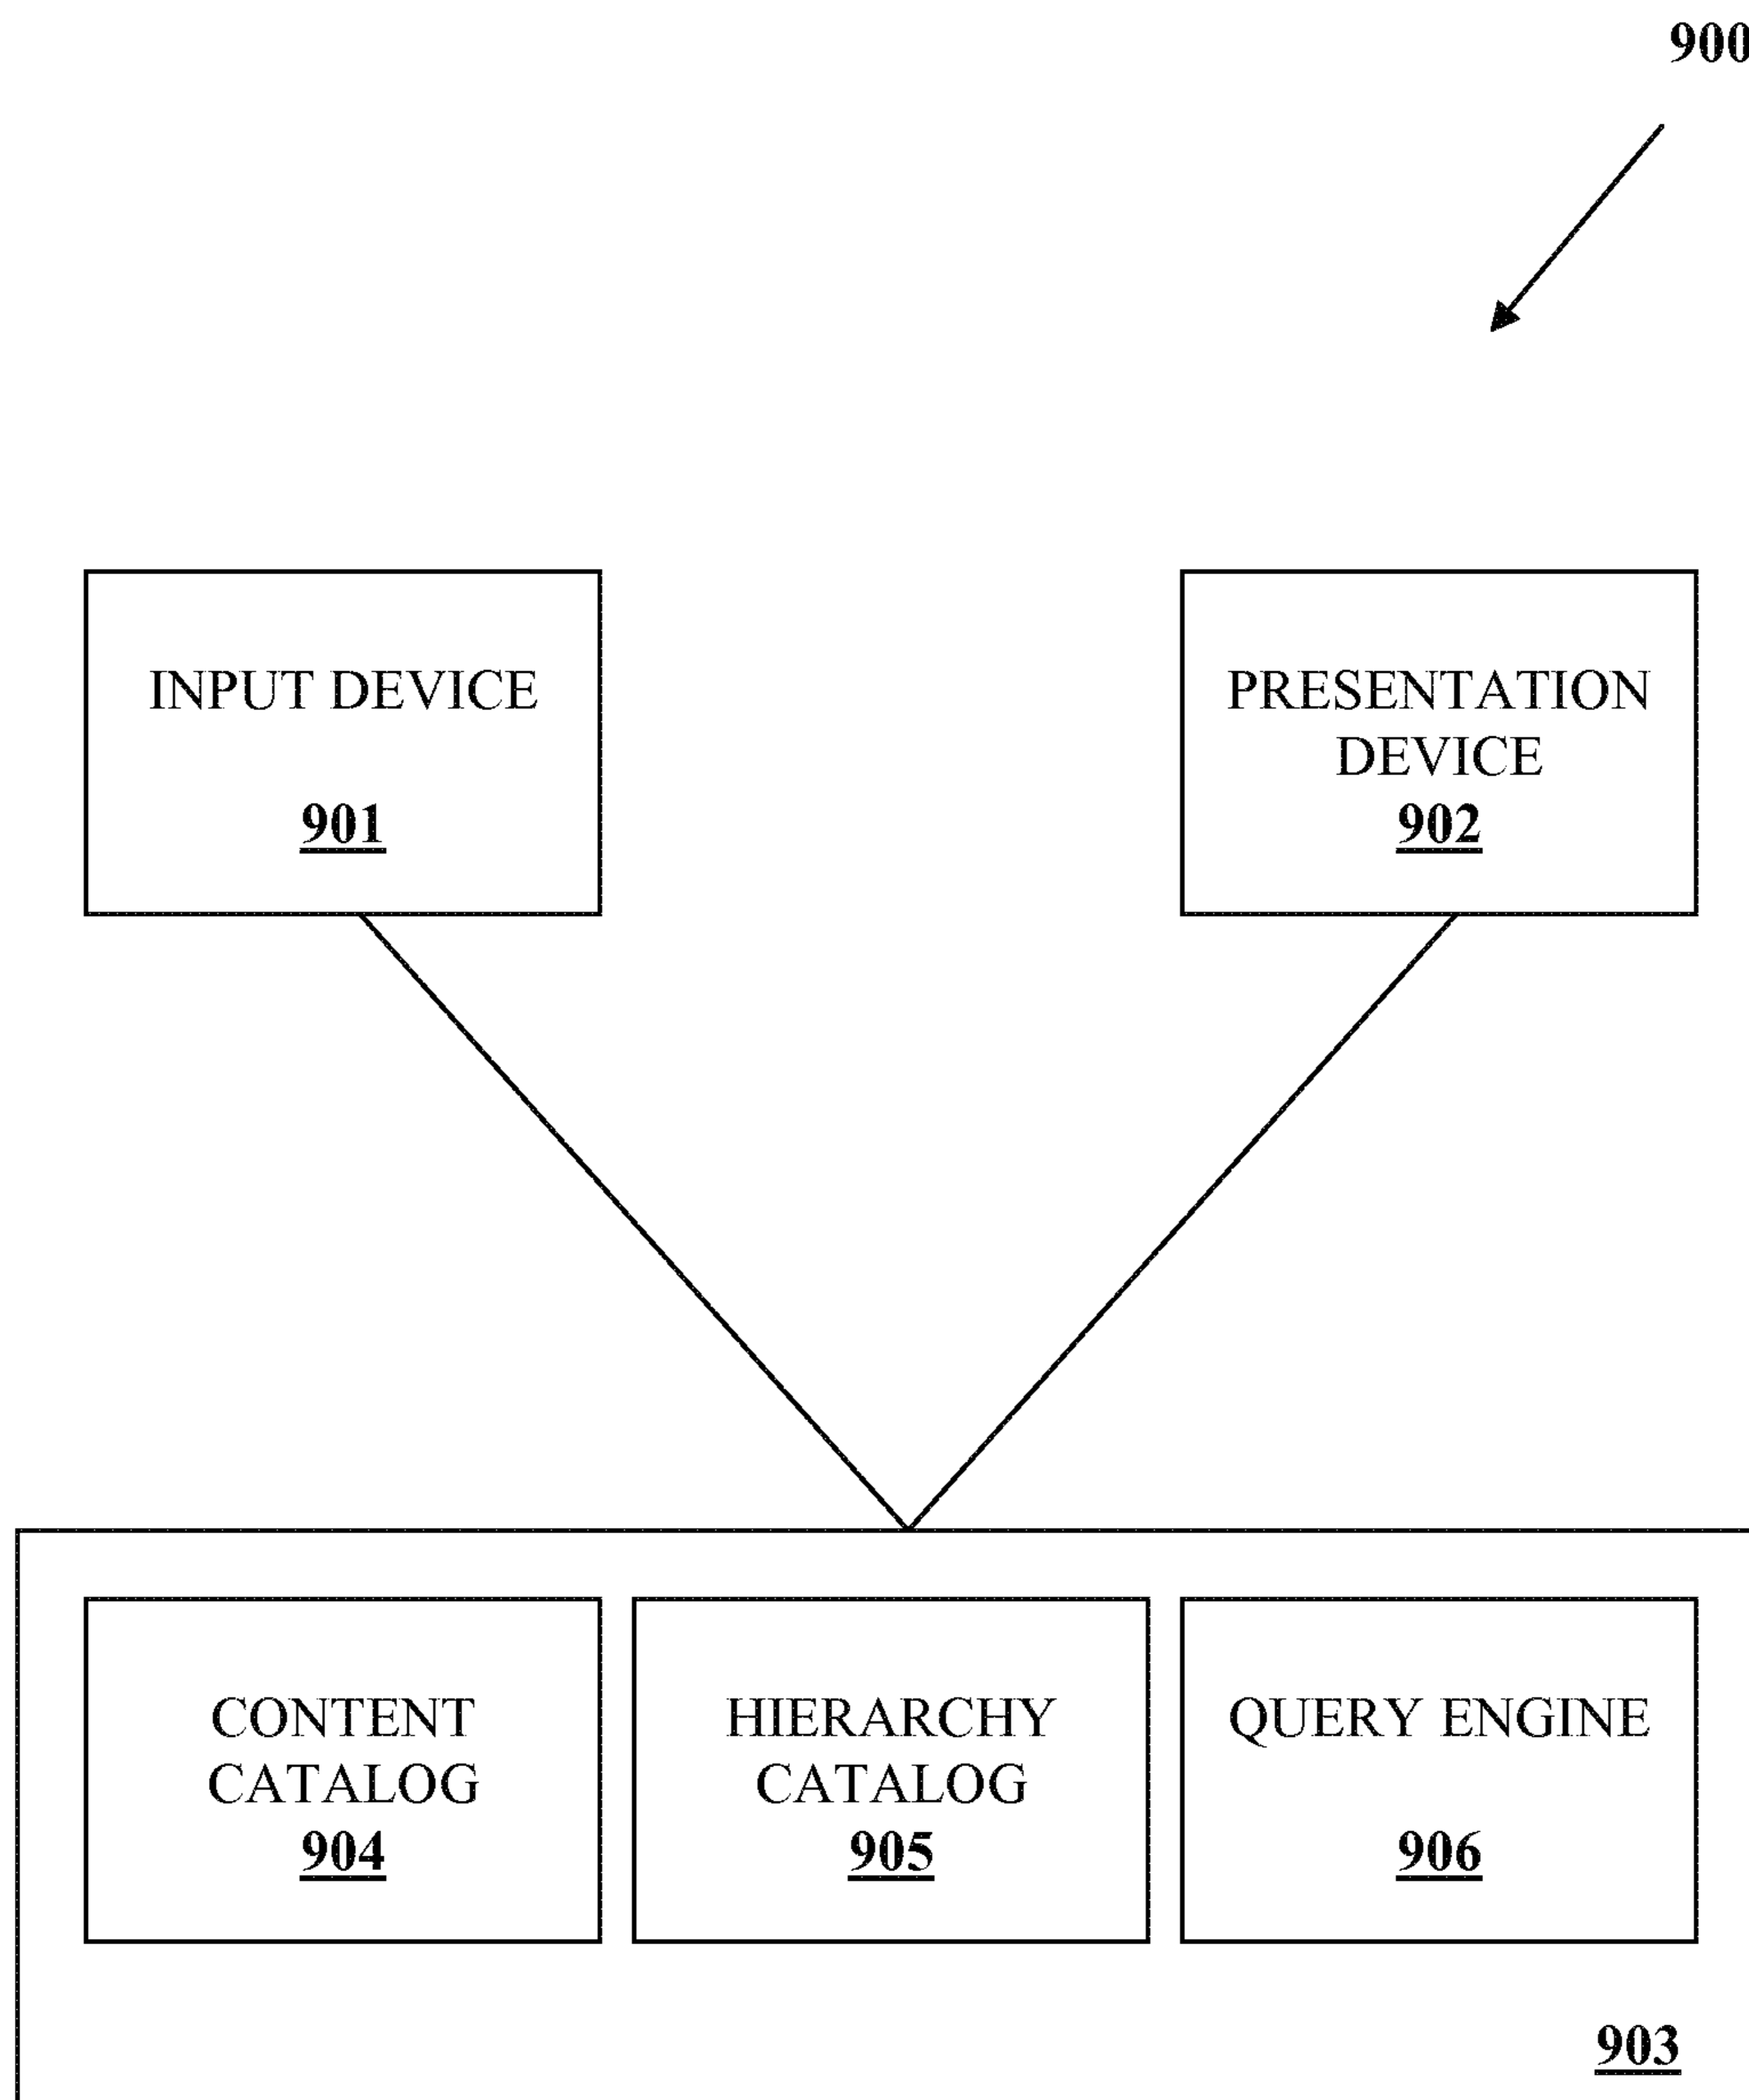 900
INPUT DEVICE
901
PRESENTATION
DEVICE
902
CONTENT
CATALOG
904
HIERARCHY
CATALOG
905
QUERY ENGINE
906
903